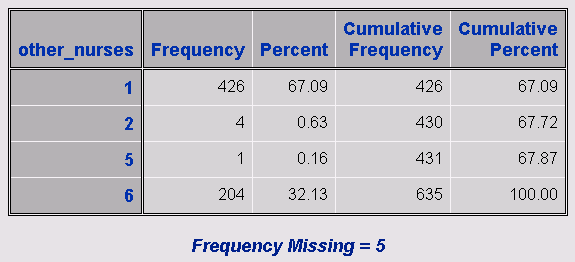 other_nurses Frequency Percent Cumulative Frequency Cumulative Percent
1 426 67.09 426 67.09
2 4 0.63 430 67.72
5 1 0.16 431 67.87
6 204 32.13 635 100.00
Frequency Missing = 5